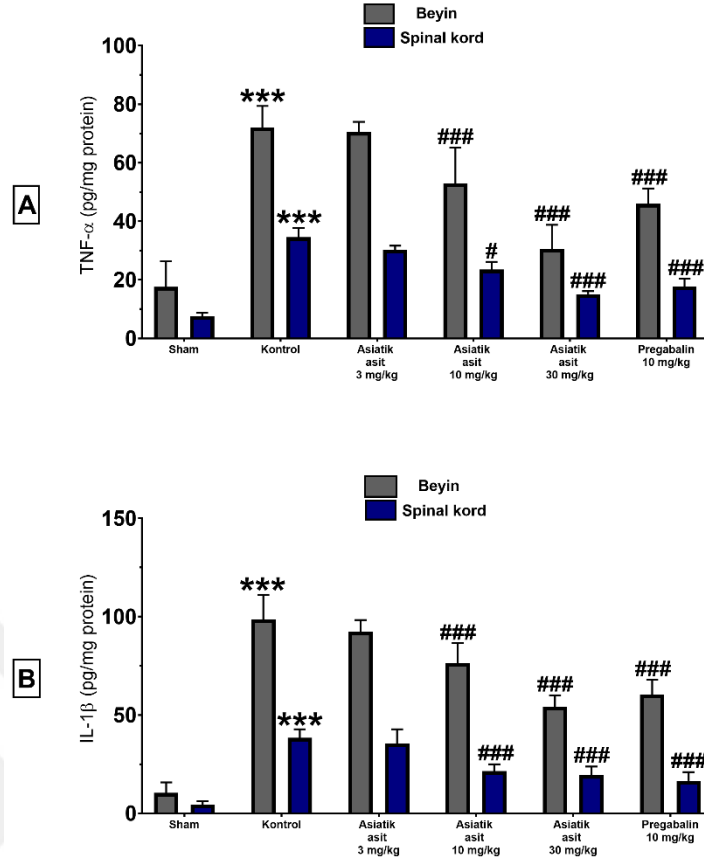 Beyin
Spinal kord
A
TNF-α (pg/mg protein)
100
80
60
40
20
0
***
***
###
#
###
###
###
###
Sham
Kontrol
Asiatik
asit
3 mg/kg
Asiatik
asit
10 mg/kg
Asiatik
asit
30 mg/kg
Pregabalin
10 mg/kg
Beyin
Spinal kord
B
IL-1β (pg/mg protein)
150
100
50
0
***
***
###
###
###
###
###
###
Sham
Kontrol
Asiatik
asit
3 mg/kg
Asiatik
asit
10 mg/kg
Asiatik
asit
30 mg/kg
Pregabalin
10 mg/kg